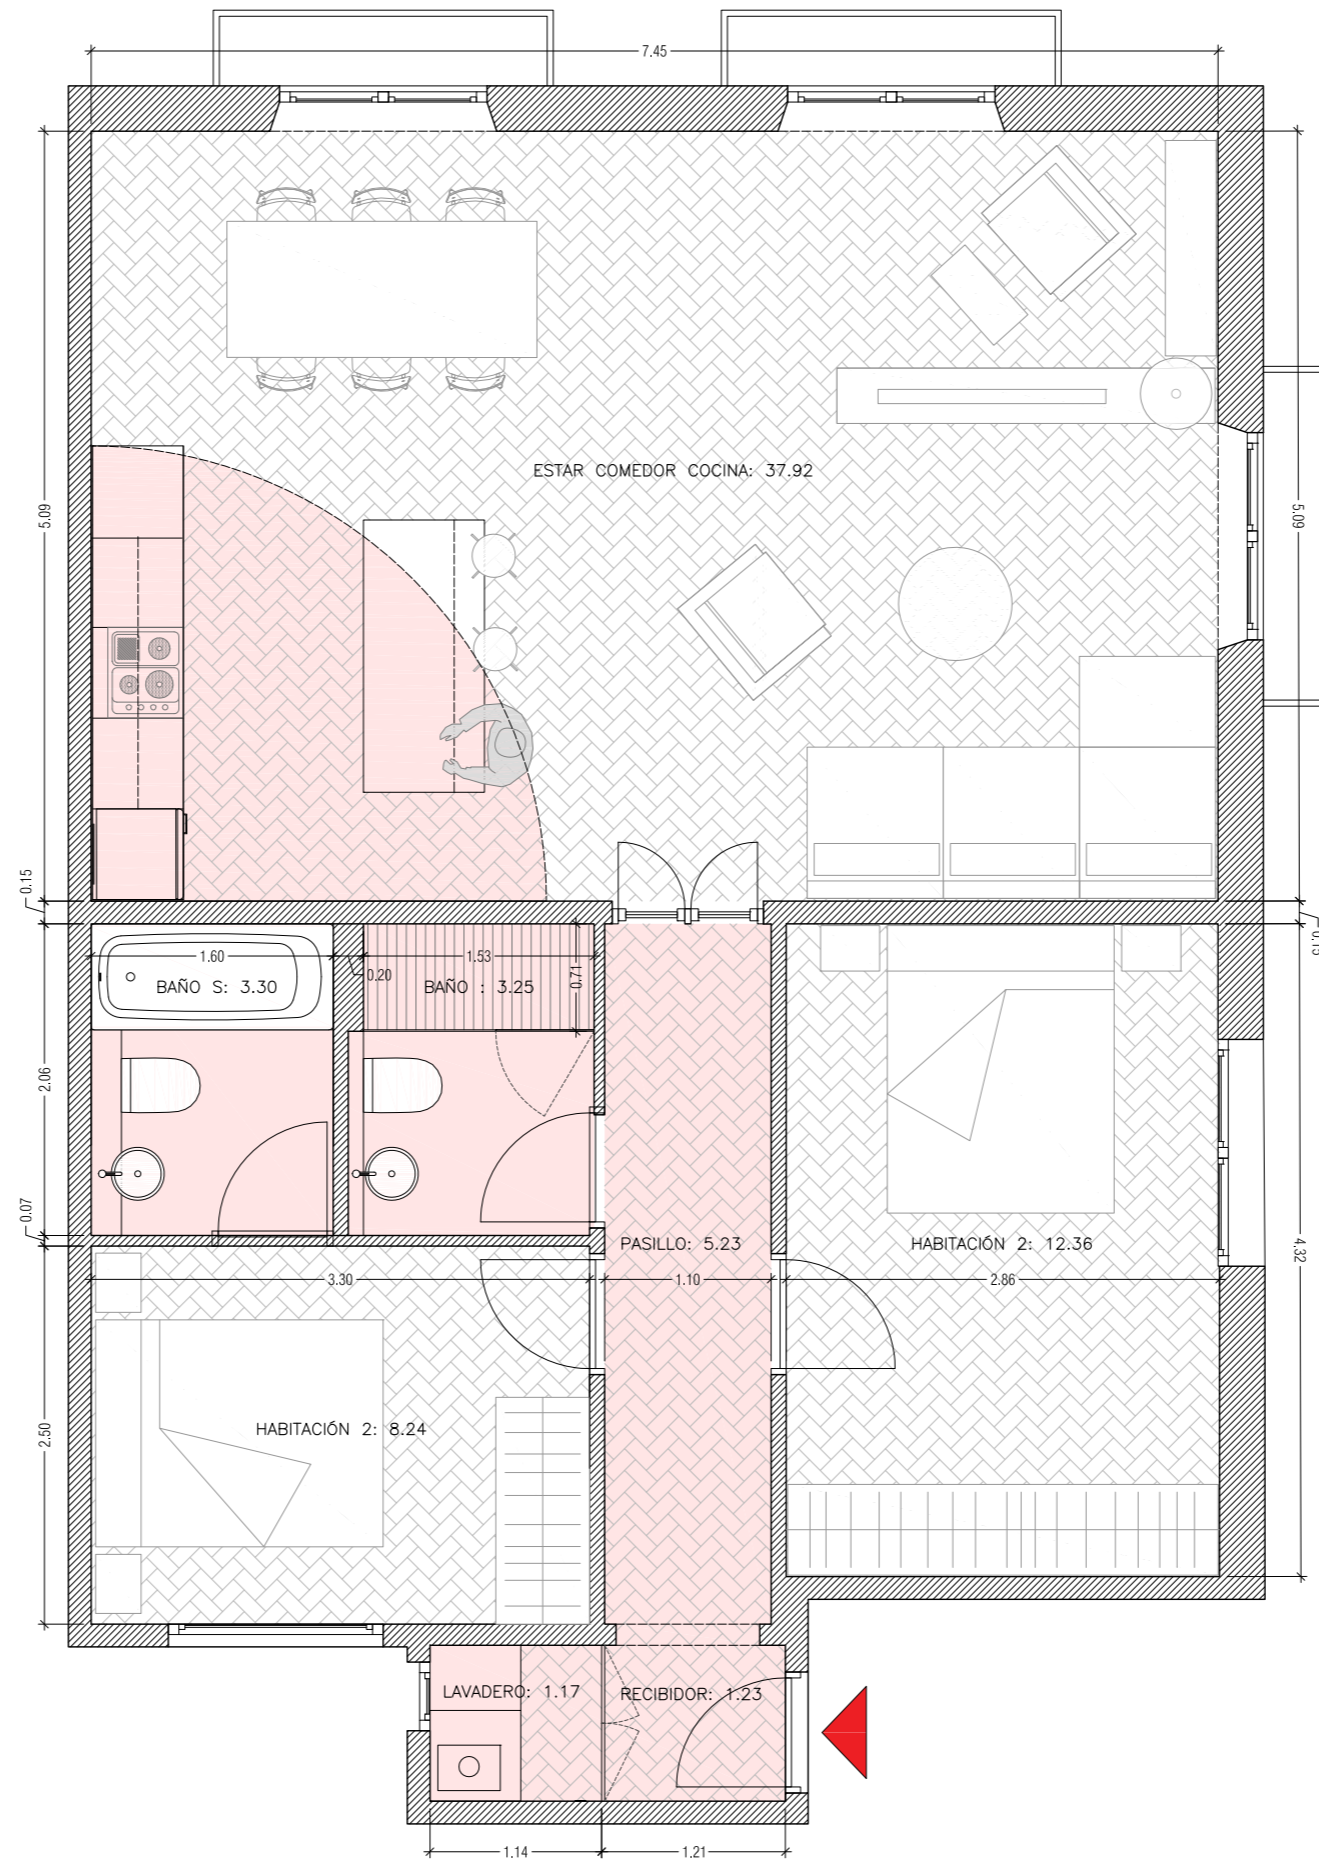 7.45
5.09
5.09
ESTAR COMEDOR COCINA: 37.92
0.15
0.15
1.60
0.20
1.53
0.71
BAÑO S: 3.30
BAÑO : 3.25
2.06
0.07
PASILLO: 5.23
HABITACIÓN 2: 12.36
4.32
3.30
1.10
2.86
2.50
HABITACIÓN 2: 8.24
LAVADERO: 1.17
RECIBIDOR: 1.23
1.14
1.21